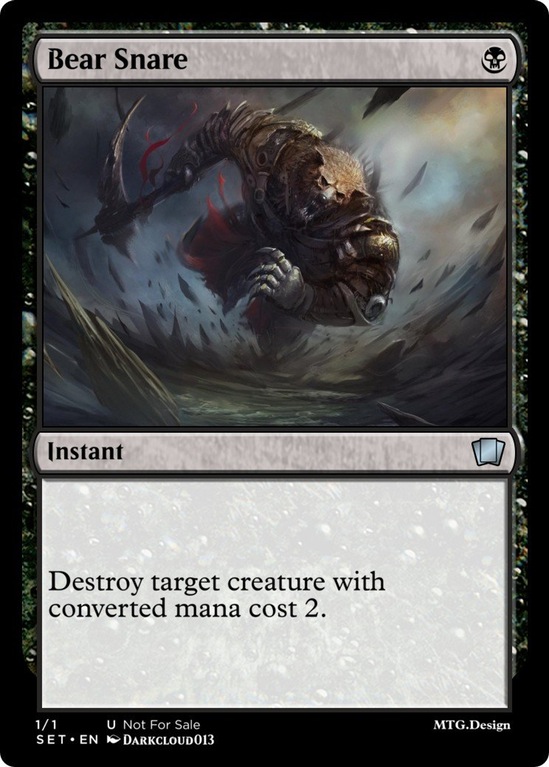 Bear Snare
Instant
Destroy target creature with
converted mana cost 2.
1/1 U Not For Sale
MTG.Design
SET • EN Darkcloud013